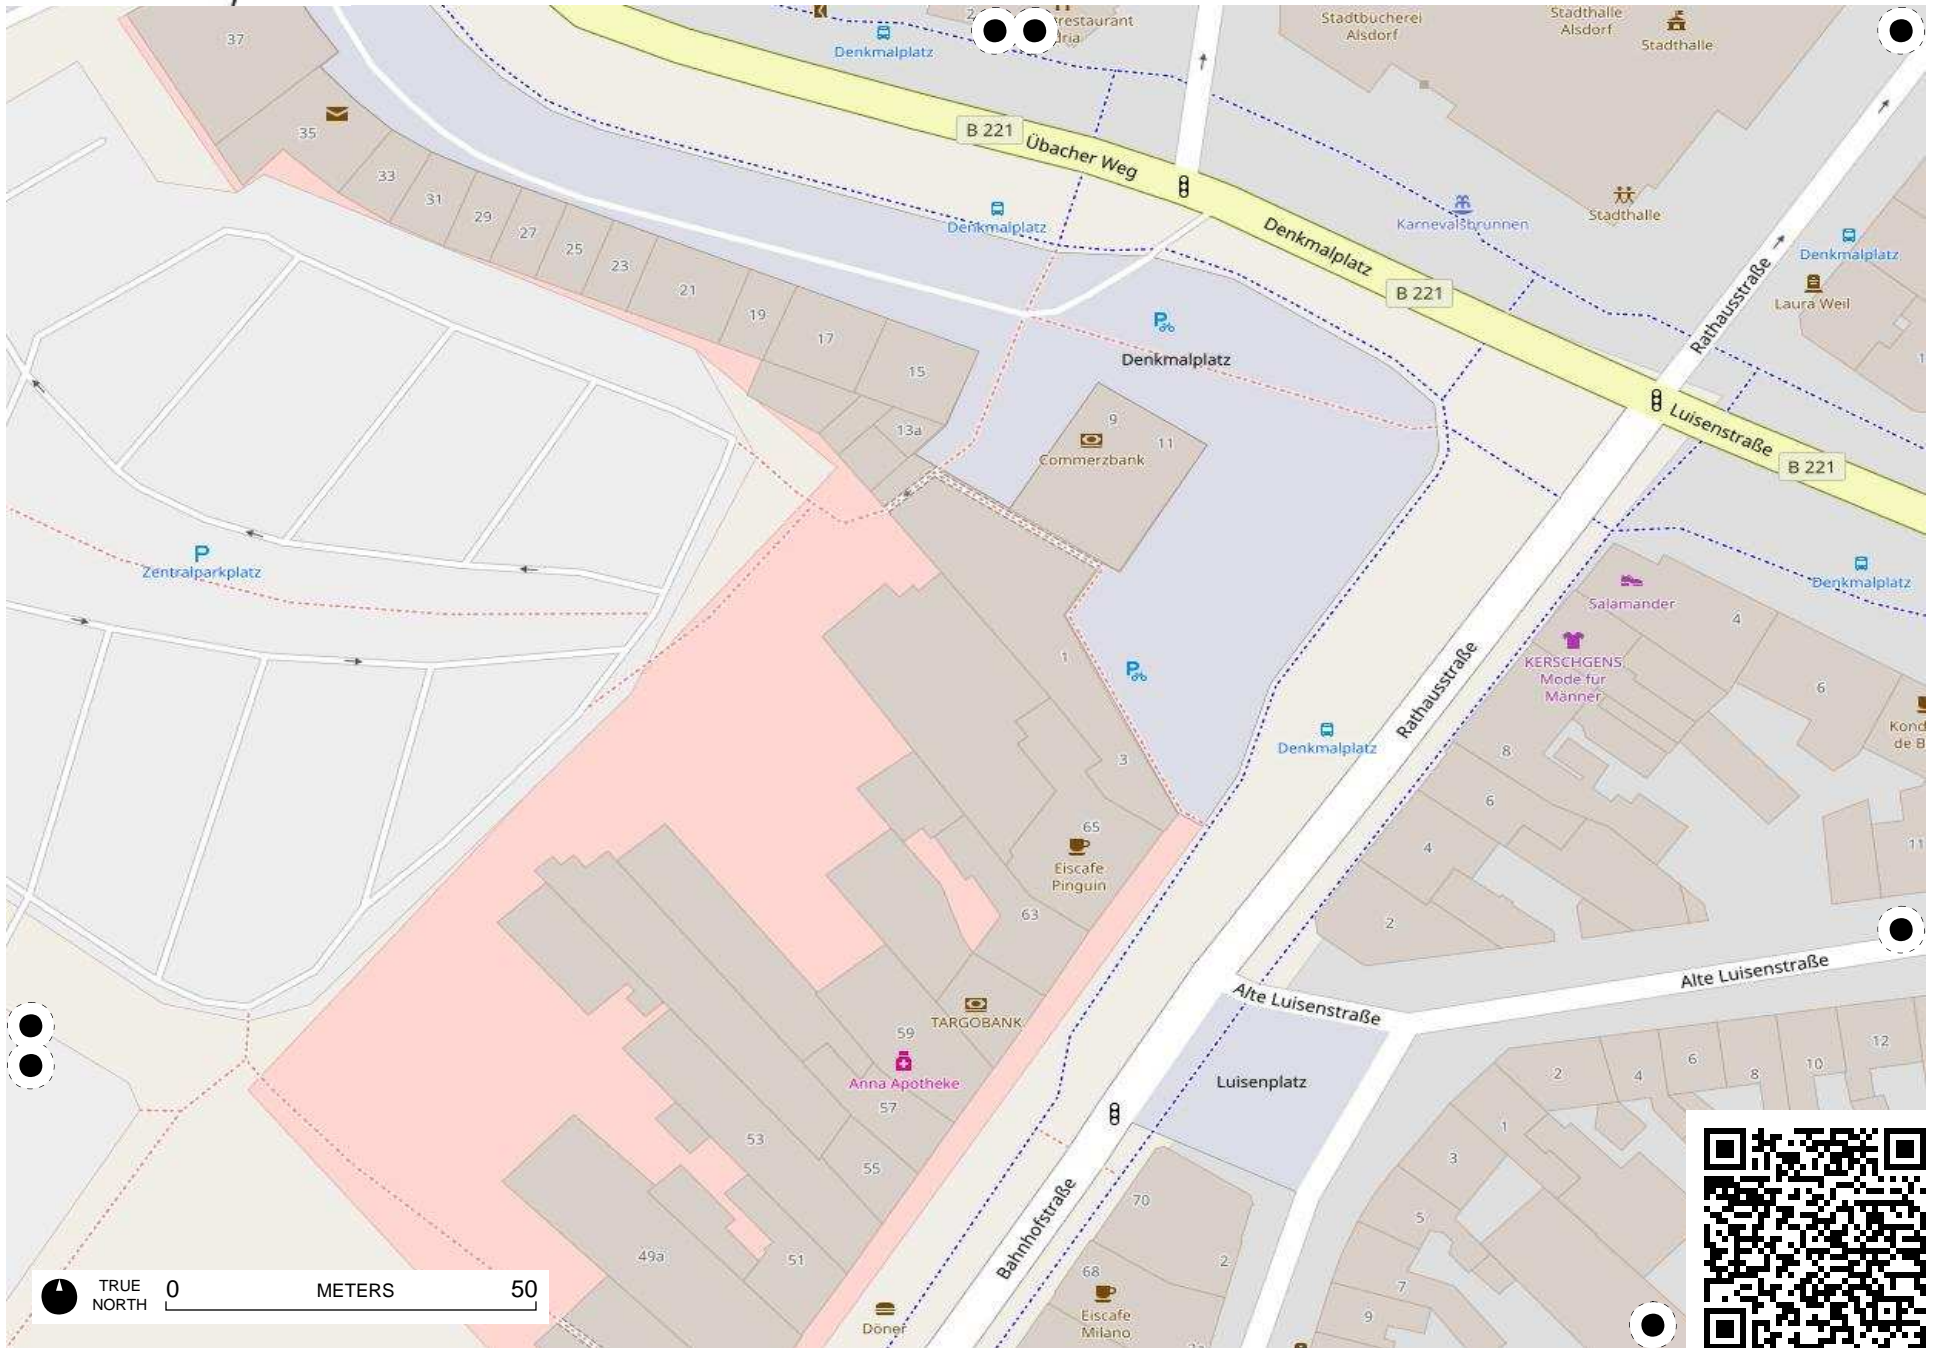 37
Denkmalplatz
Stadtbücherei
Alsdorf
Stadthalle
Alsdorf
Stadthalle
35
B 221
Übacher Weg
33
31
29
27
25
23
21
19
17
15
13a
Denkmalplatz
Denkmalplatz
B 221
Karnevalsbrunnen
Stadthalle
Denkmalplatz
Laura Weil
Rathausstraße
Denkmalplatz
9
11
Commerzbank
Luisenstraße
B 221
P
Zentralparkplatz
Denkmalplatz
Salamander
4
KERSCHGENS
Mode für
Männer
6
1
Rathausstraße
Denkmalplatz
8
3
6
65
4
Eiscafe
Pinguin
63
2
Alte Luisenstraße
Alte Luisenstraße
TARGOBANK
59
Anna Apotheke
57
Luisenplatz
2
4
6
8
10
12
53
55
1
3
Bahnhofstraße
70
5
49a
51
68
2
7
9
Döner
Eiscafe
Milano
TRUE
NORTH
0
METERS
50